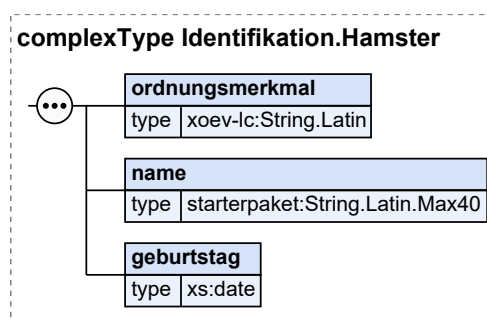 complexType Identifikation.Hamster
ordnungsmerkmal
type xoev-lc:String.Latin
name
type starterpaket:String.Latin.Max40
geburtstag
type xs:date